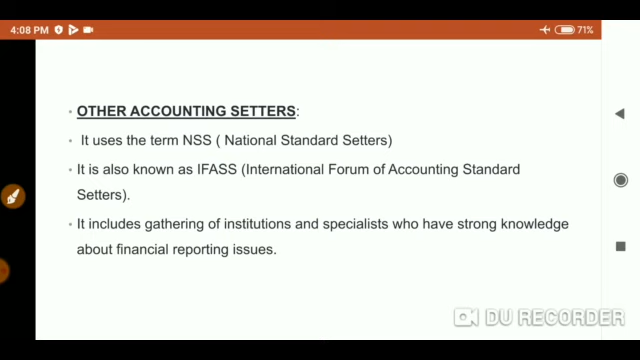 4:08 PM 71%
OTHER ACCOUNTING SETTERS:
It uses the term NSS ( National Standard Setters)
It is also known as IFASS (International Forum of Accounting Standard
Setters).
It includes gathering of institutions and specialists who have strong knowledge
about financial reporting issues.
DU RECORDER